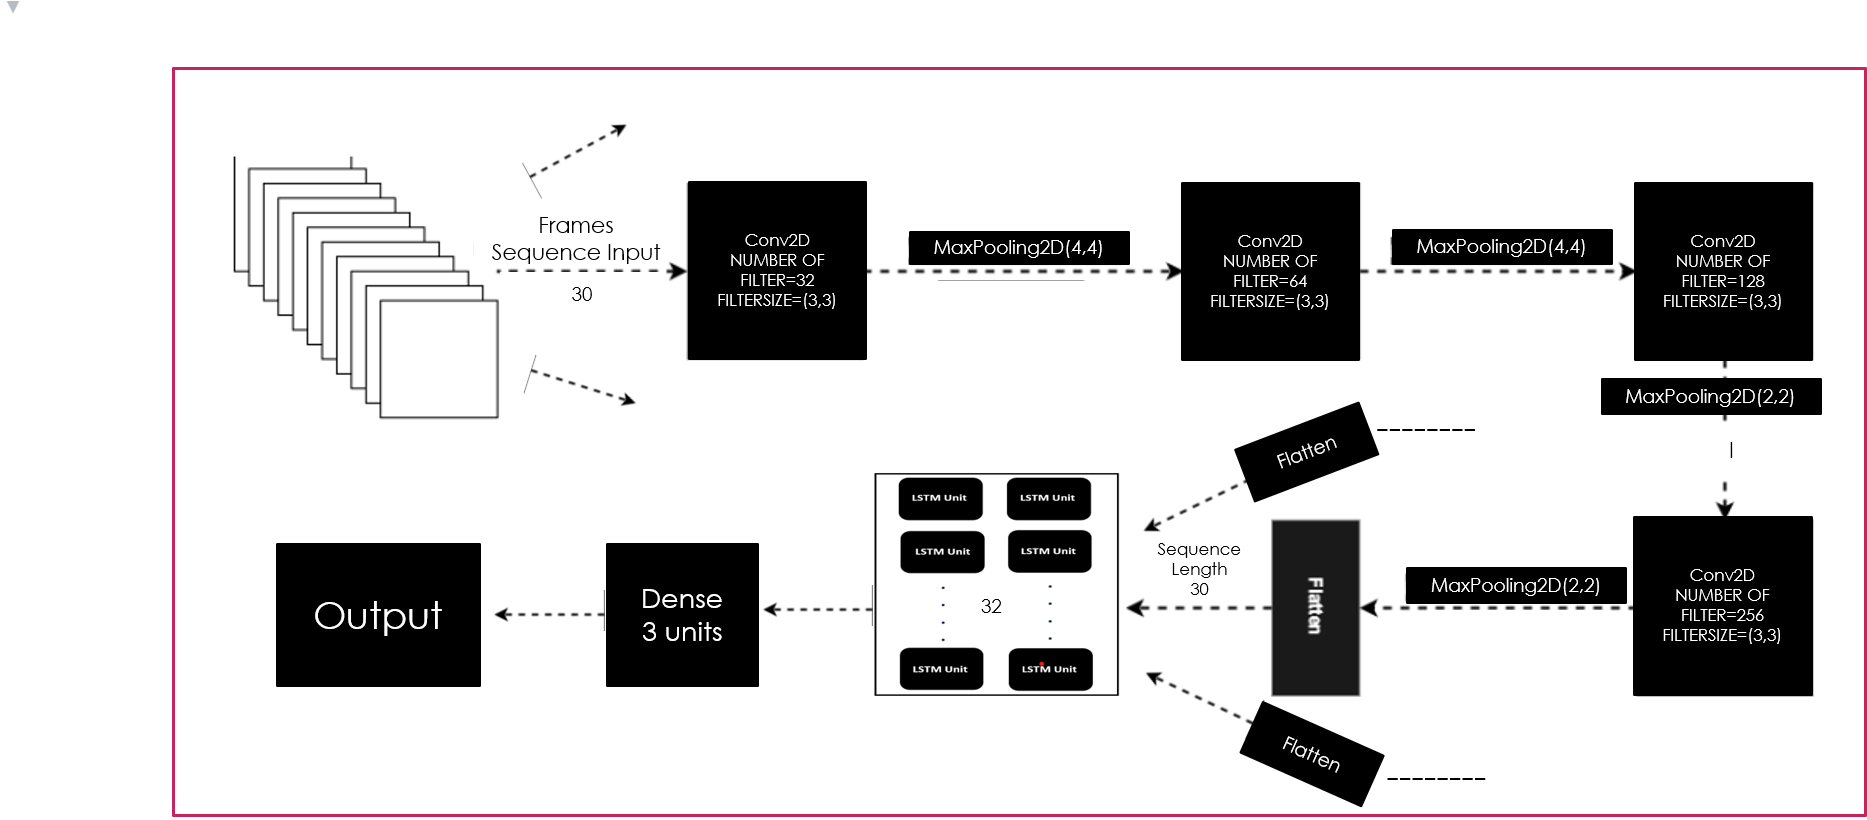 Frames
Sequence Input
30
Conv2D
NUMBER OF
FILTER=32
FILTERSIZE=(3,3)
MaxPooling2D(4,4)
Conv2D
NUMBER OF
FILTER=64
FILTERSIZE=(3,3)
MaxPooling2D(4,4)
Conv2D
NUMBER OF
FILTER=128
FILTERSIZE=(3,3)
MaxPooling2D(2,2)
Conv2D
NUMBER OF
FILTER=256
FILTERSIZE=(3,3)
MaxPooling2D(2,2)
Flatten
Flatten
Flatten
Sequence
Length
30
LSTM Unit
LSTM Unit
LSTM Unit
LSTM Unit
32
LSTM Unit
LSTM Unit
Dense
3 units
Output